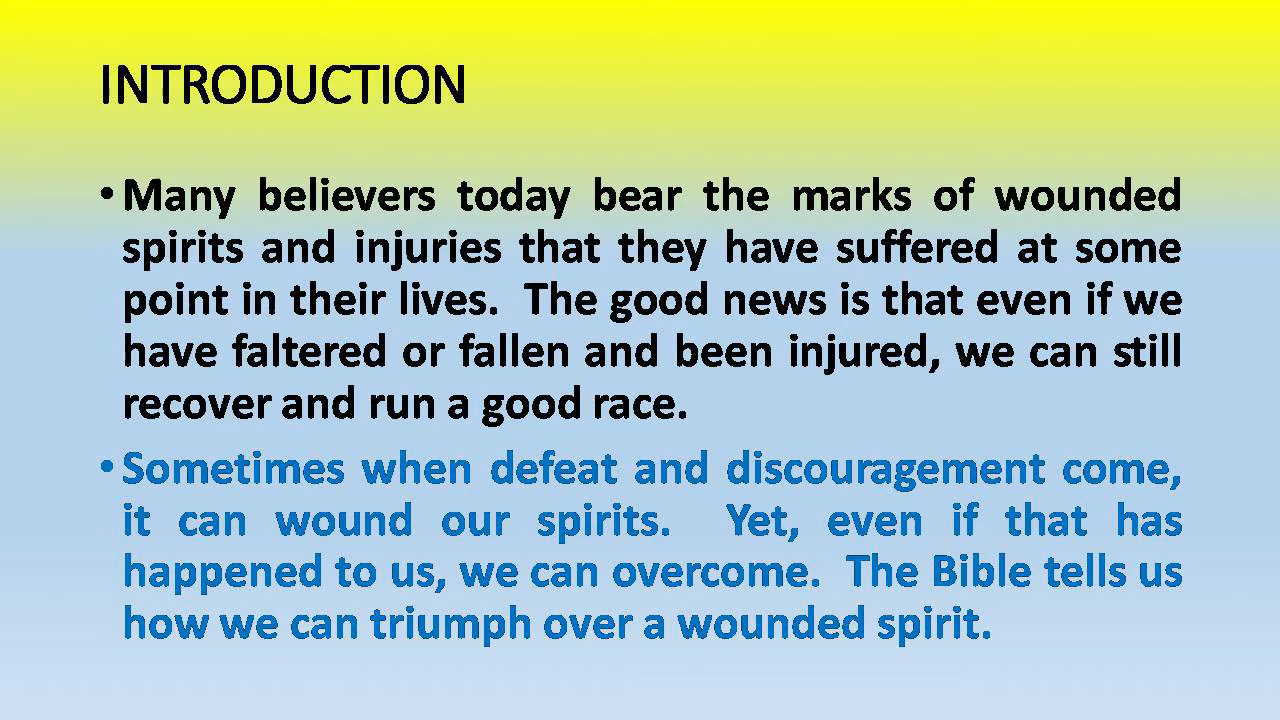 INTRODUCTION
• Many believers today bear the marks of wounded
spirits and injuries that they have suffered at some
point in their lives.  The good news is that even if we
have faltered or fallen and been injured, we can still
recover and run a good race.
• Sometimes when defeat and discouragement come,
it can wound our spirits.  Yet, even if that has
happened to us, we can overcome.  The Bible tells us
how we can triumph over a wounded spirit.